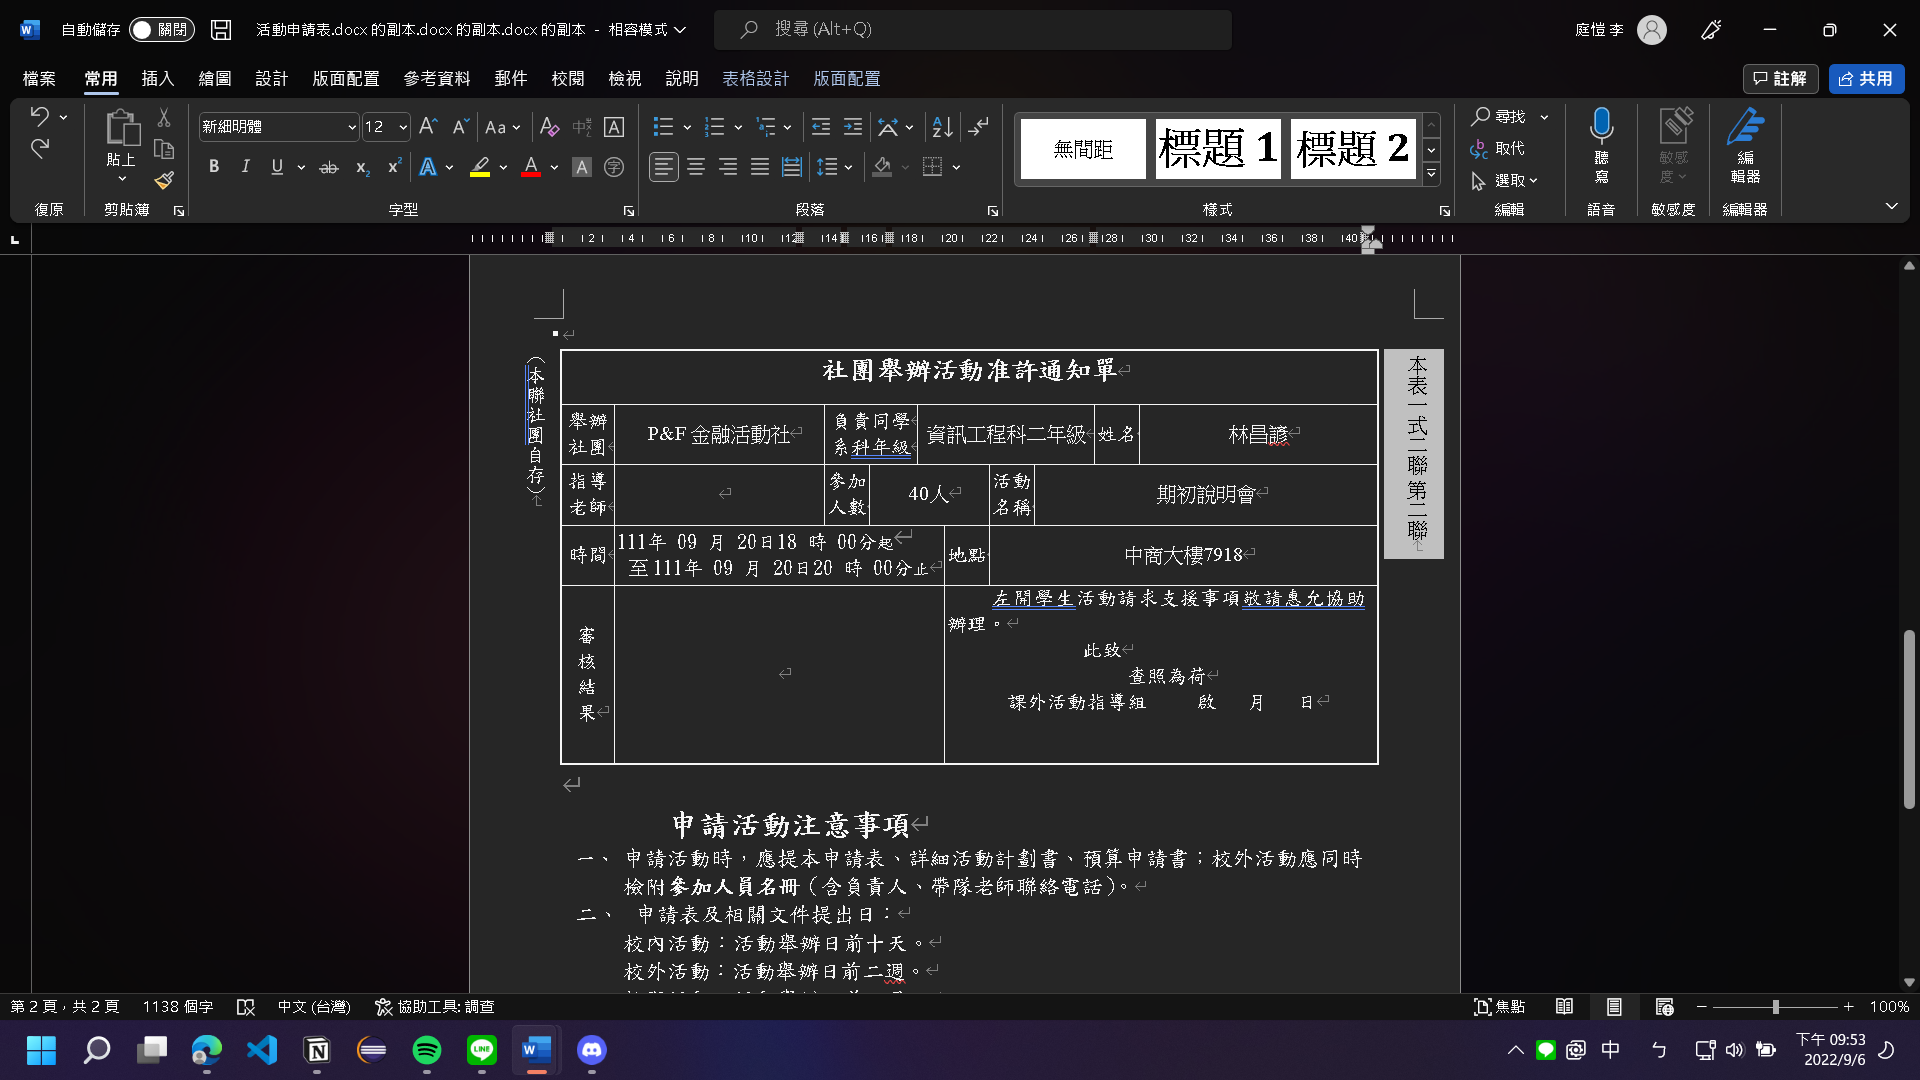 自動儲存 關閉 活動申請表.docx 的副本.docx 的副本.docx 的副本 - 相容模式 搜尋 (Alt+Q) 庭愷 李
檔案 常用 插入 繪圖 設計 版面配置 參考資料 郵件 校閱 檢視 說明 表格設計 版面配置 註解 共用
新細明體 12 Aa
貼上
無間距 標題 1 標題 2
尋找
取代
選取
聽寫
敏感度
編輯器
復原 剪貼簿 字型 段落 樣式 編輯 語音 敏感度 編輯器
2 4 6 8 10 12 14 16 18 20 22 24 26 28 30 32 34 36 38 40
（本聯社團自存）
本表一式二聯 第二聯
社團舉辦活動准許通知單
舉辦社團 P&F 金融活動社 負責同學系科年級 資訊工程科二年級 姓名 林昌諺
指導老師 參加人數 40人 活動名稱 期初說明會
時間 111年 09 月 20日18 時 00分起
至111年 09 月 20日20 時 00分止
地點 中商大樓7918
審核結果
左開學生活動請求支援事項敬請惠允協助
辦理。
此致
查照為荷
課外活動指導組 啟 月 日
申請活動注意事項
一、 申請活動時，應提本申請表、詳細活動計劃書、預算申請書；校外活動應同時
檢附參加人員名冊（含負責人、帶隊老師聯絡電話）。
二、 申請表及相關文件提出日：
校內活動：活動舉辦日前十天。
校外活動：活動舉辦日前二週。
第 2 頁，共 2 頁 1138 個字 中文 (台灣) 協助工具: 調查 焦點 100%
中 ㄅ 下午 09:53
2022/9/6